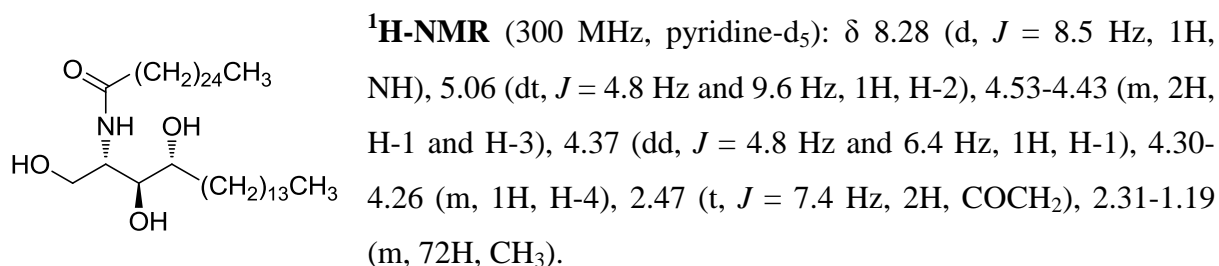 O (CH₂)₂₄CH₃
NH OH
HO
(CH₂)₁₃CH₃
OH
¹H-NMR (300 MHz, pyridine-d₅): δ 8.28 (d, J = 8.5 Hz, 1H,
NH), 5.06 (dt, J = 4.8 Hz and 9.6 Hz, 1H, H-2), 4.53-4.43 (m, 2H,
H-1 and H-3), 4.37 (dd, J = 4.8 Hz and 6.4 Hz, 1H, H-1), 4.30-
4.26 (m, 1H, H-4), 2.47 (t, J = 7.4 Hz, 2H, COCH₂), 2.31-1.19
(m, 72H, CH₃).